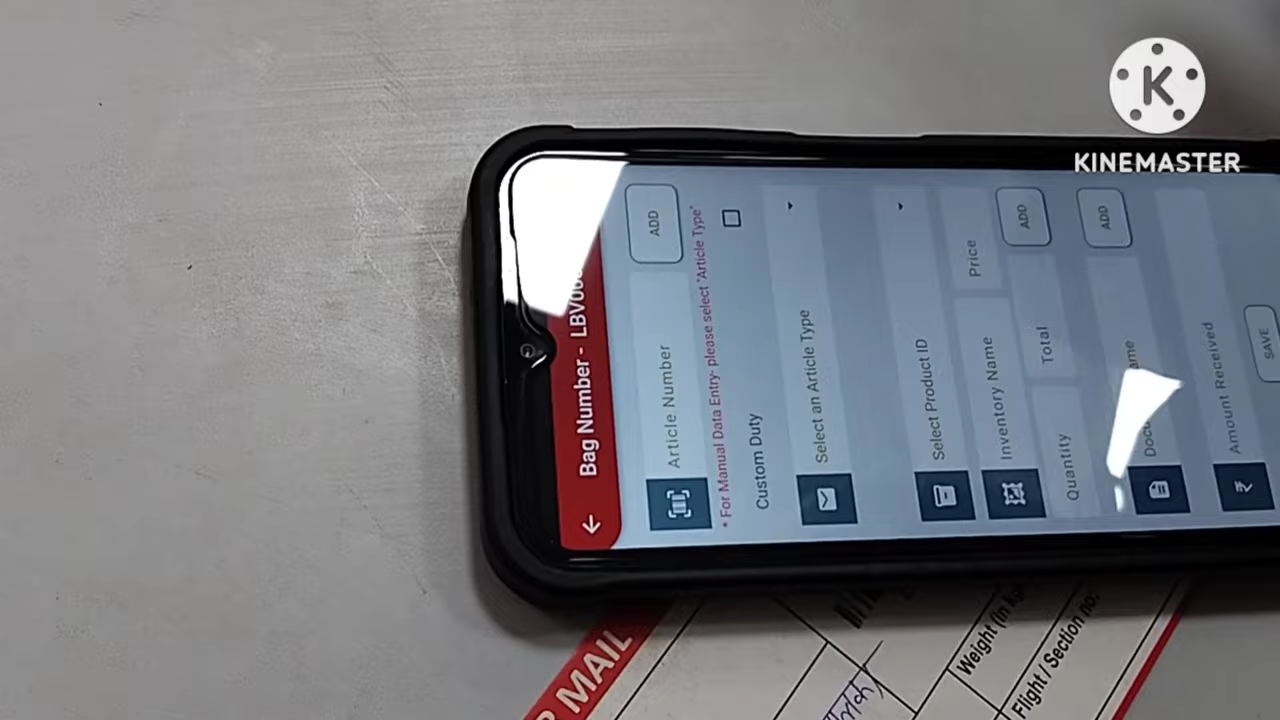 K
KINEMASTER
Bag Number - LBV00
Article Number
ADD
* For Manual Data Entry- please select "Article Type"
Custom Duty
Select an Article Type
Select Product ID
Inventory Name
Price
Quantity
Total
ADD
ADD
Amount Received
SAVE
MAIL
Weight (in kg
Flight / Section no: